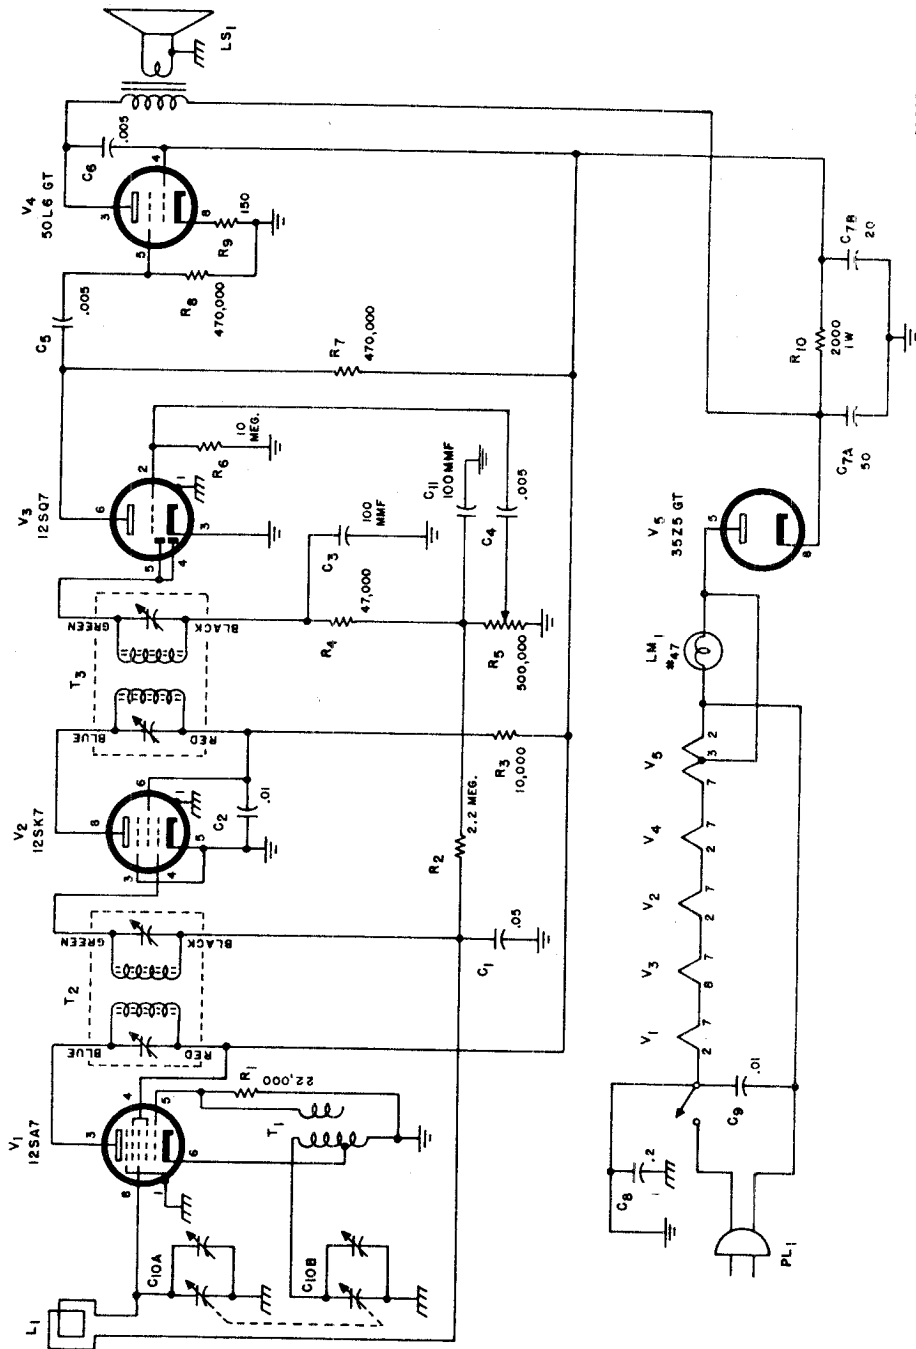 L1
C10A
C10B
V1
12SA7
8
3
4
5
6
1
R1
22,000
T1
T2
BLUE
RED
GREEN
BLACK
V2
12SK7
8
6
3
4
5
1
C2
.01
C1
.05
R2
2.2 MEG.
R3
10,000
T3
BLUE
RED
GREEN
BLACK
V3
12SQ7
6
2
5
4
3
1
R6
10
MEG.
C3
100
MMF
R4
47,000
C11
100MMF
C4
.005
R5
500,000
R7
470,000
C5
.005
R8
470,000
V4
50L6 GT
3
4
5
8
R9
150
C6
.005
LS1
PL1
C8
.2
1
C9
.01
V1
2 7
V3
8 7
V2
2 7
V4
2 7
V5
7 3 2
LM1
#47
V5
35Z5 GT
5
8
C7A
50
R10
2000
1W
C7B
20